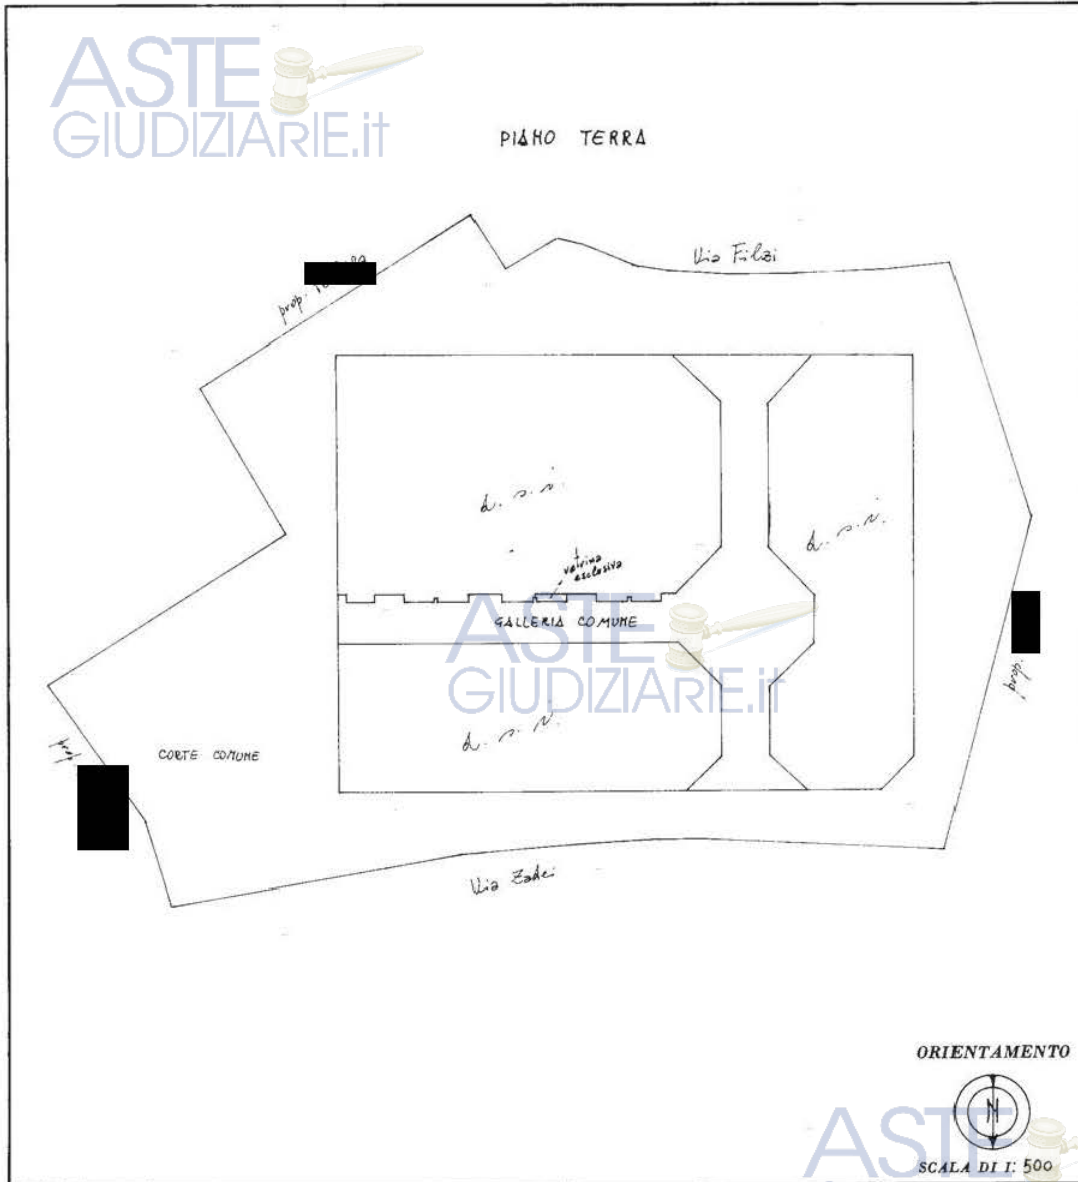 ASTE
GIUDIZIARIE.it
PIANO TERRA
Via Filzi
prop.
d. s. n.
d. s. n.
vetrina
esclusiva
GALLERIA COMUNE
ASTE
GIUDIZIARIE.it
prop.
d. s. n.
prop.
CORTE COMUNE
Via Zadei
ORIENTAMENTO
N
ASTE
SCALA DI 1: 500